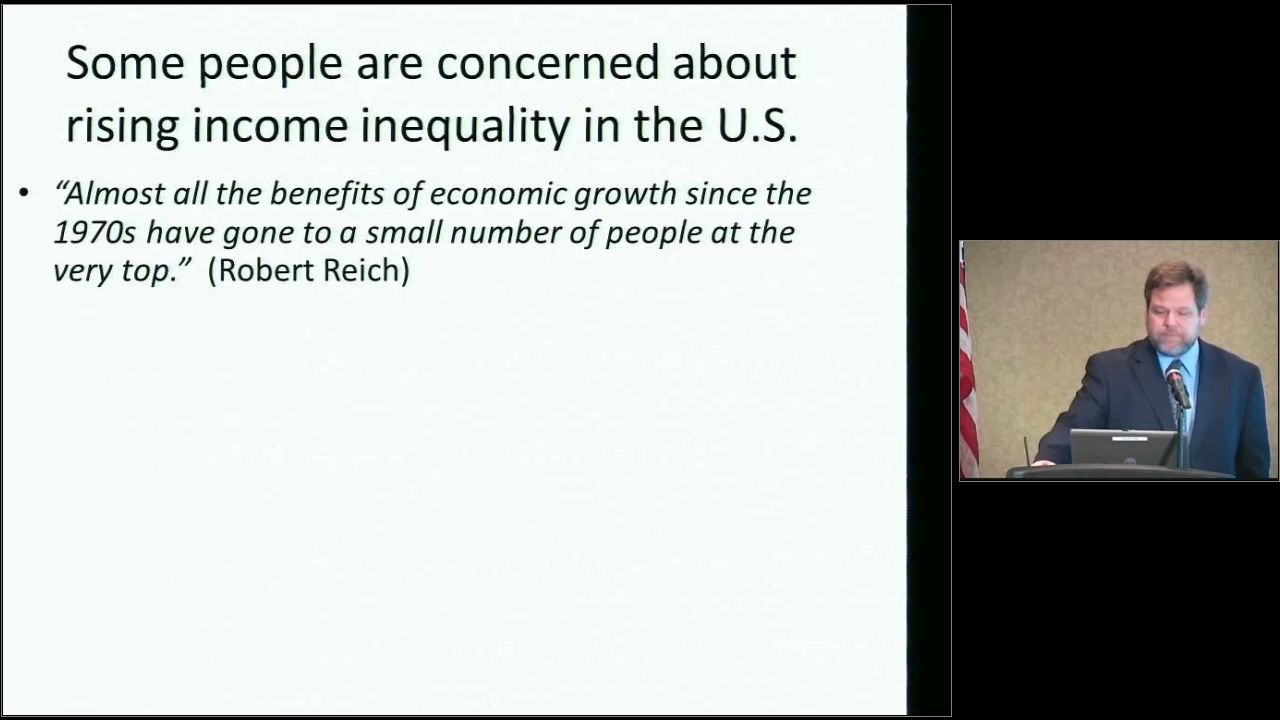 Some people are concerned about
rising income inequality in the U.S.
• “Almost all the benefits of economic growth since the
1970s have gone to a small number of people at the
very top.” (Robert Reich)